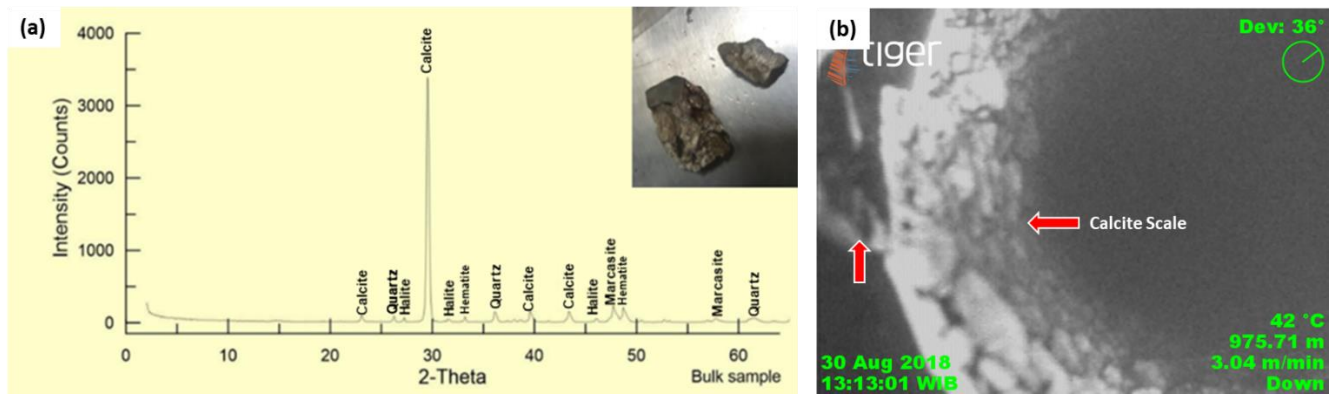 (a)
4000
3000
2000
1000
0
Intensity (Counts)
Calcite
Quartz
Halite
Calcite
Halite
Hematite
Quartz
Calcite
Calcite
Halite
Marcasite
Hematite
Marcasite
Quartz
0
10
20
30
40
50
60
2-Theta
Bulk sample
(b)
tiger
Dev: 36°
Calcite Scale
42 °C
975.71 m
30 Aug 2018
3.04 m/min
13:13:01 WIB
Down